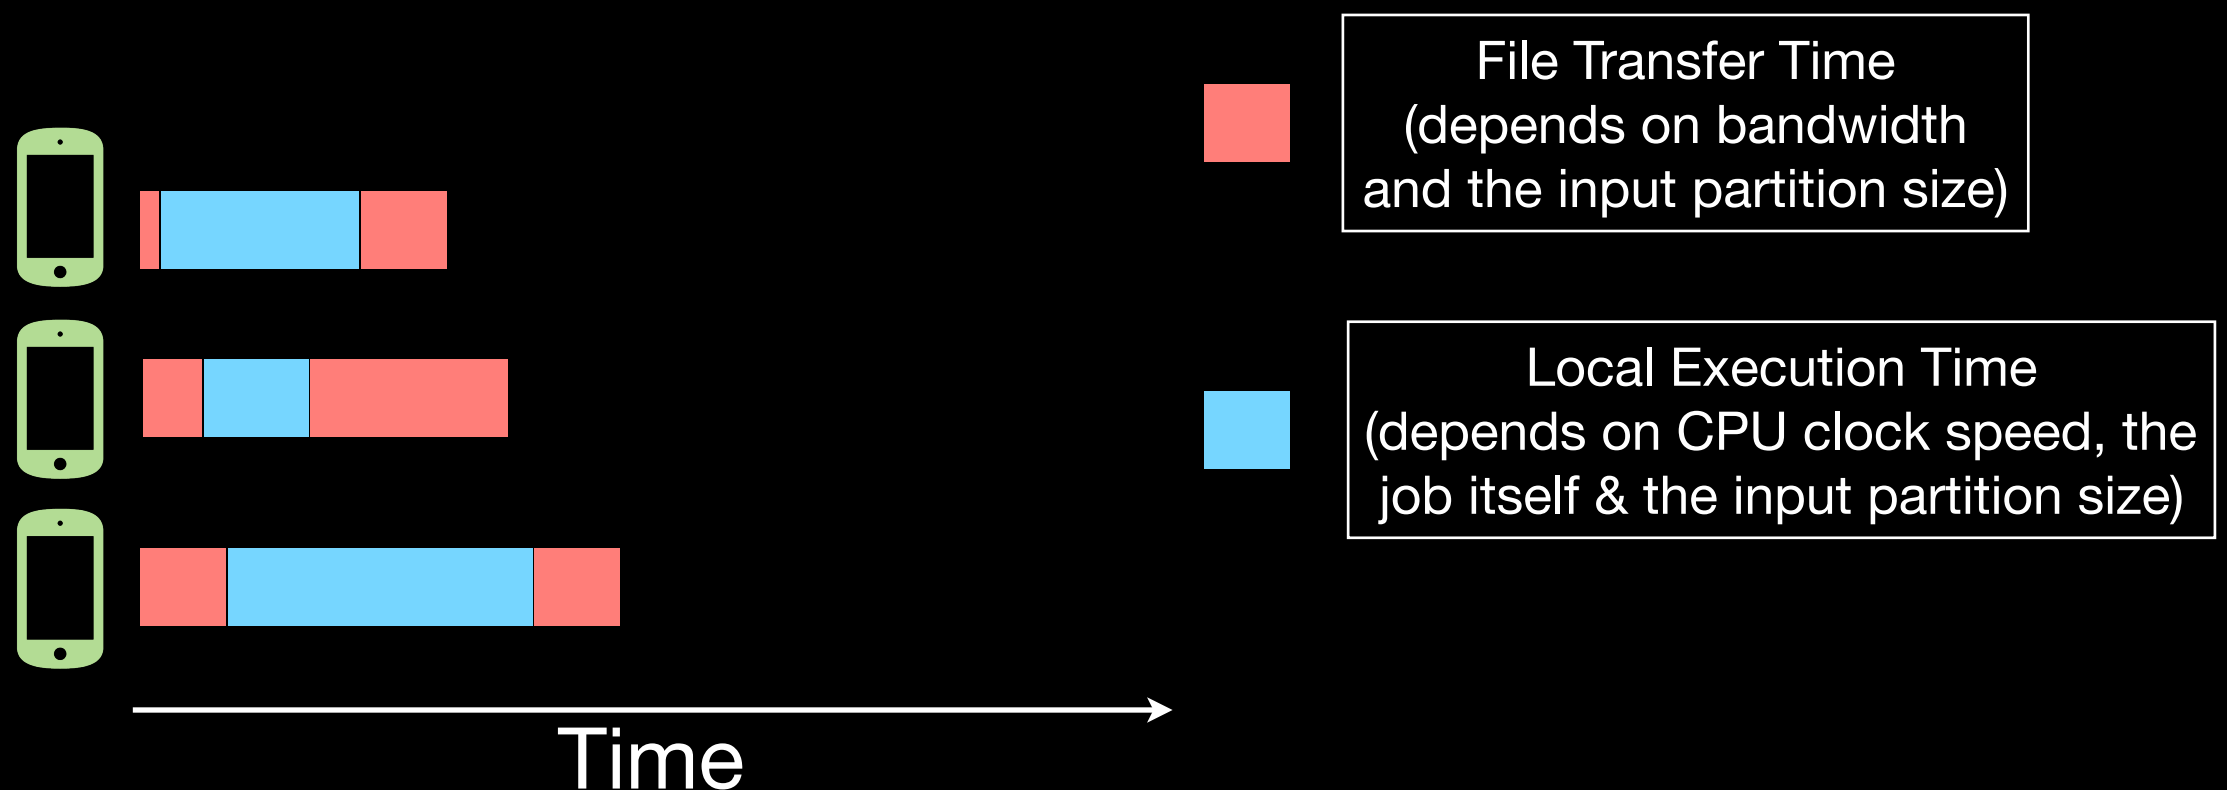 File Transfer Time
(depends on bandwidth
and the input partition size)
Local Execution Time
(depends on CPU clock speed, the
job itself & the input partition size)
Time